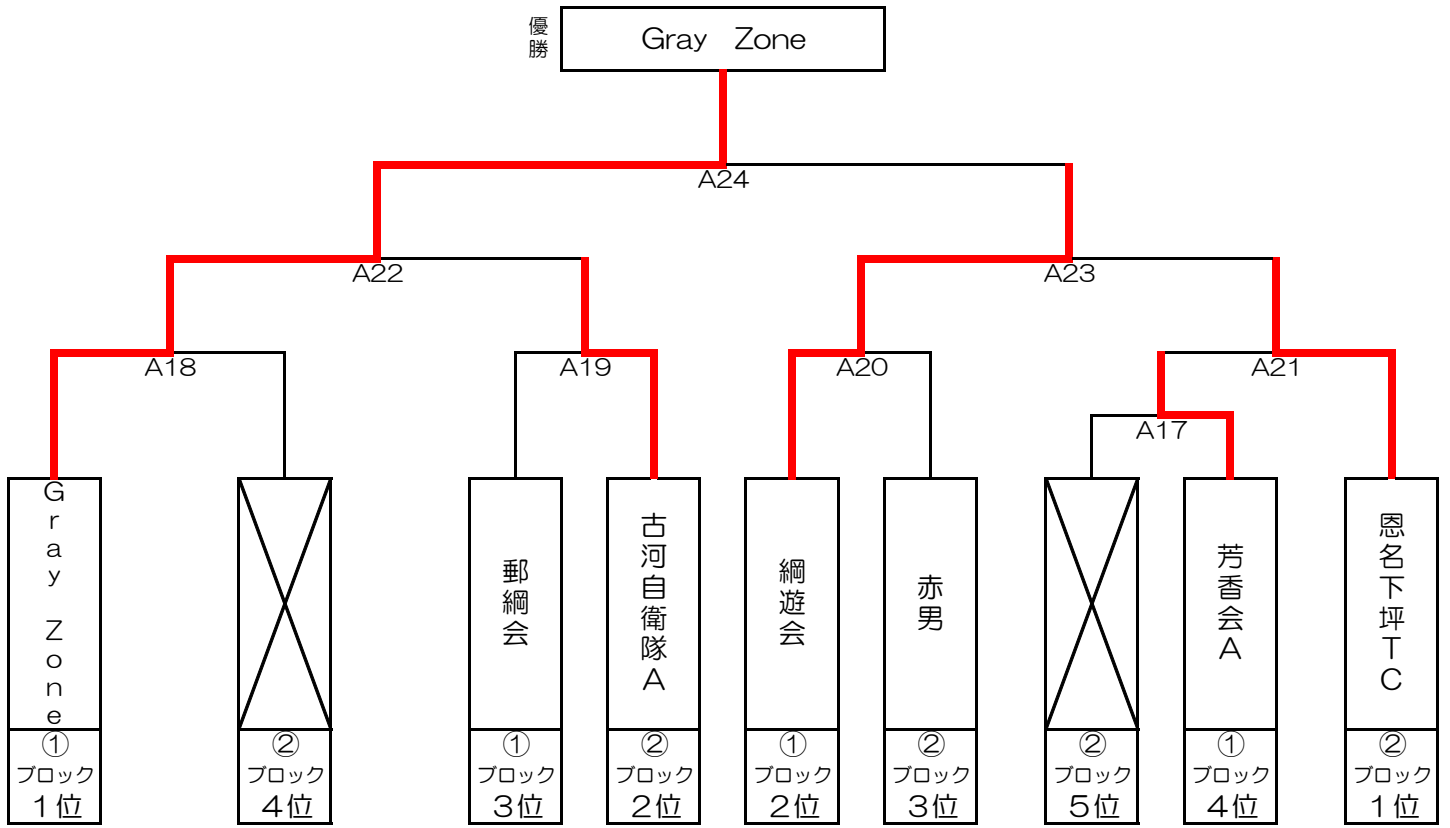 優勝
Gray　Zone
A24
A22
A23
A18
A19
A20
A21
A17
Gray　Zone
郵綱会
古河自衛隊A
綱遊会
赤男
芳香会A
恩名下坪TC
①
ブロック
1位
②
ブロック
4位
①
ブロック
3位
②
ブロック
2位
①
ブロック
2位
②
ブロック
3位
②
ブロック
5位
①
ブロック
4位
②
ブロック
1位